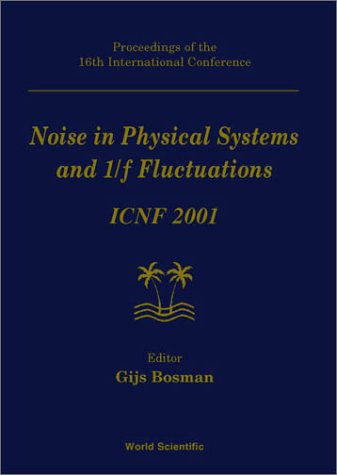 Proceedings of the
16th International Conference
Noise in Physical Systems
and 1/f Fluctuations
ICNF 2001
Editor
Gijs Bosman
World Scientific